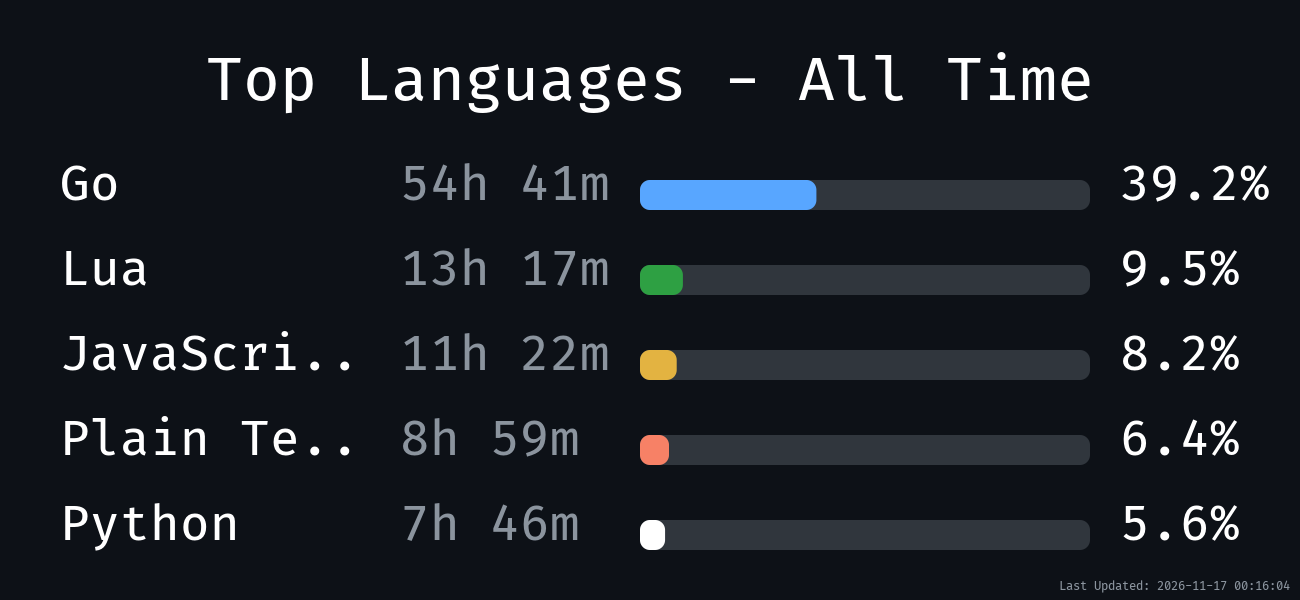 Top Languages - All Time
Go 54h 41m 39.2%
Lua 13h 17m 9.5%
JavaScri.. 11h 22m 8.2%
Plain Te.. 8h 59m 6.4%
Python 7h 46m 5.6%
Last Updated: 2026-11-17 00:16:04